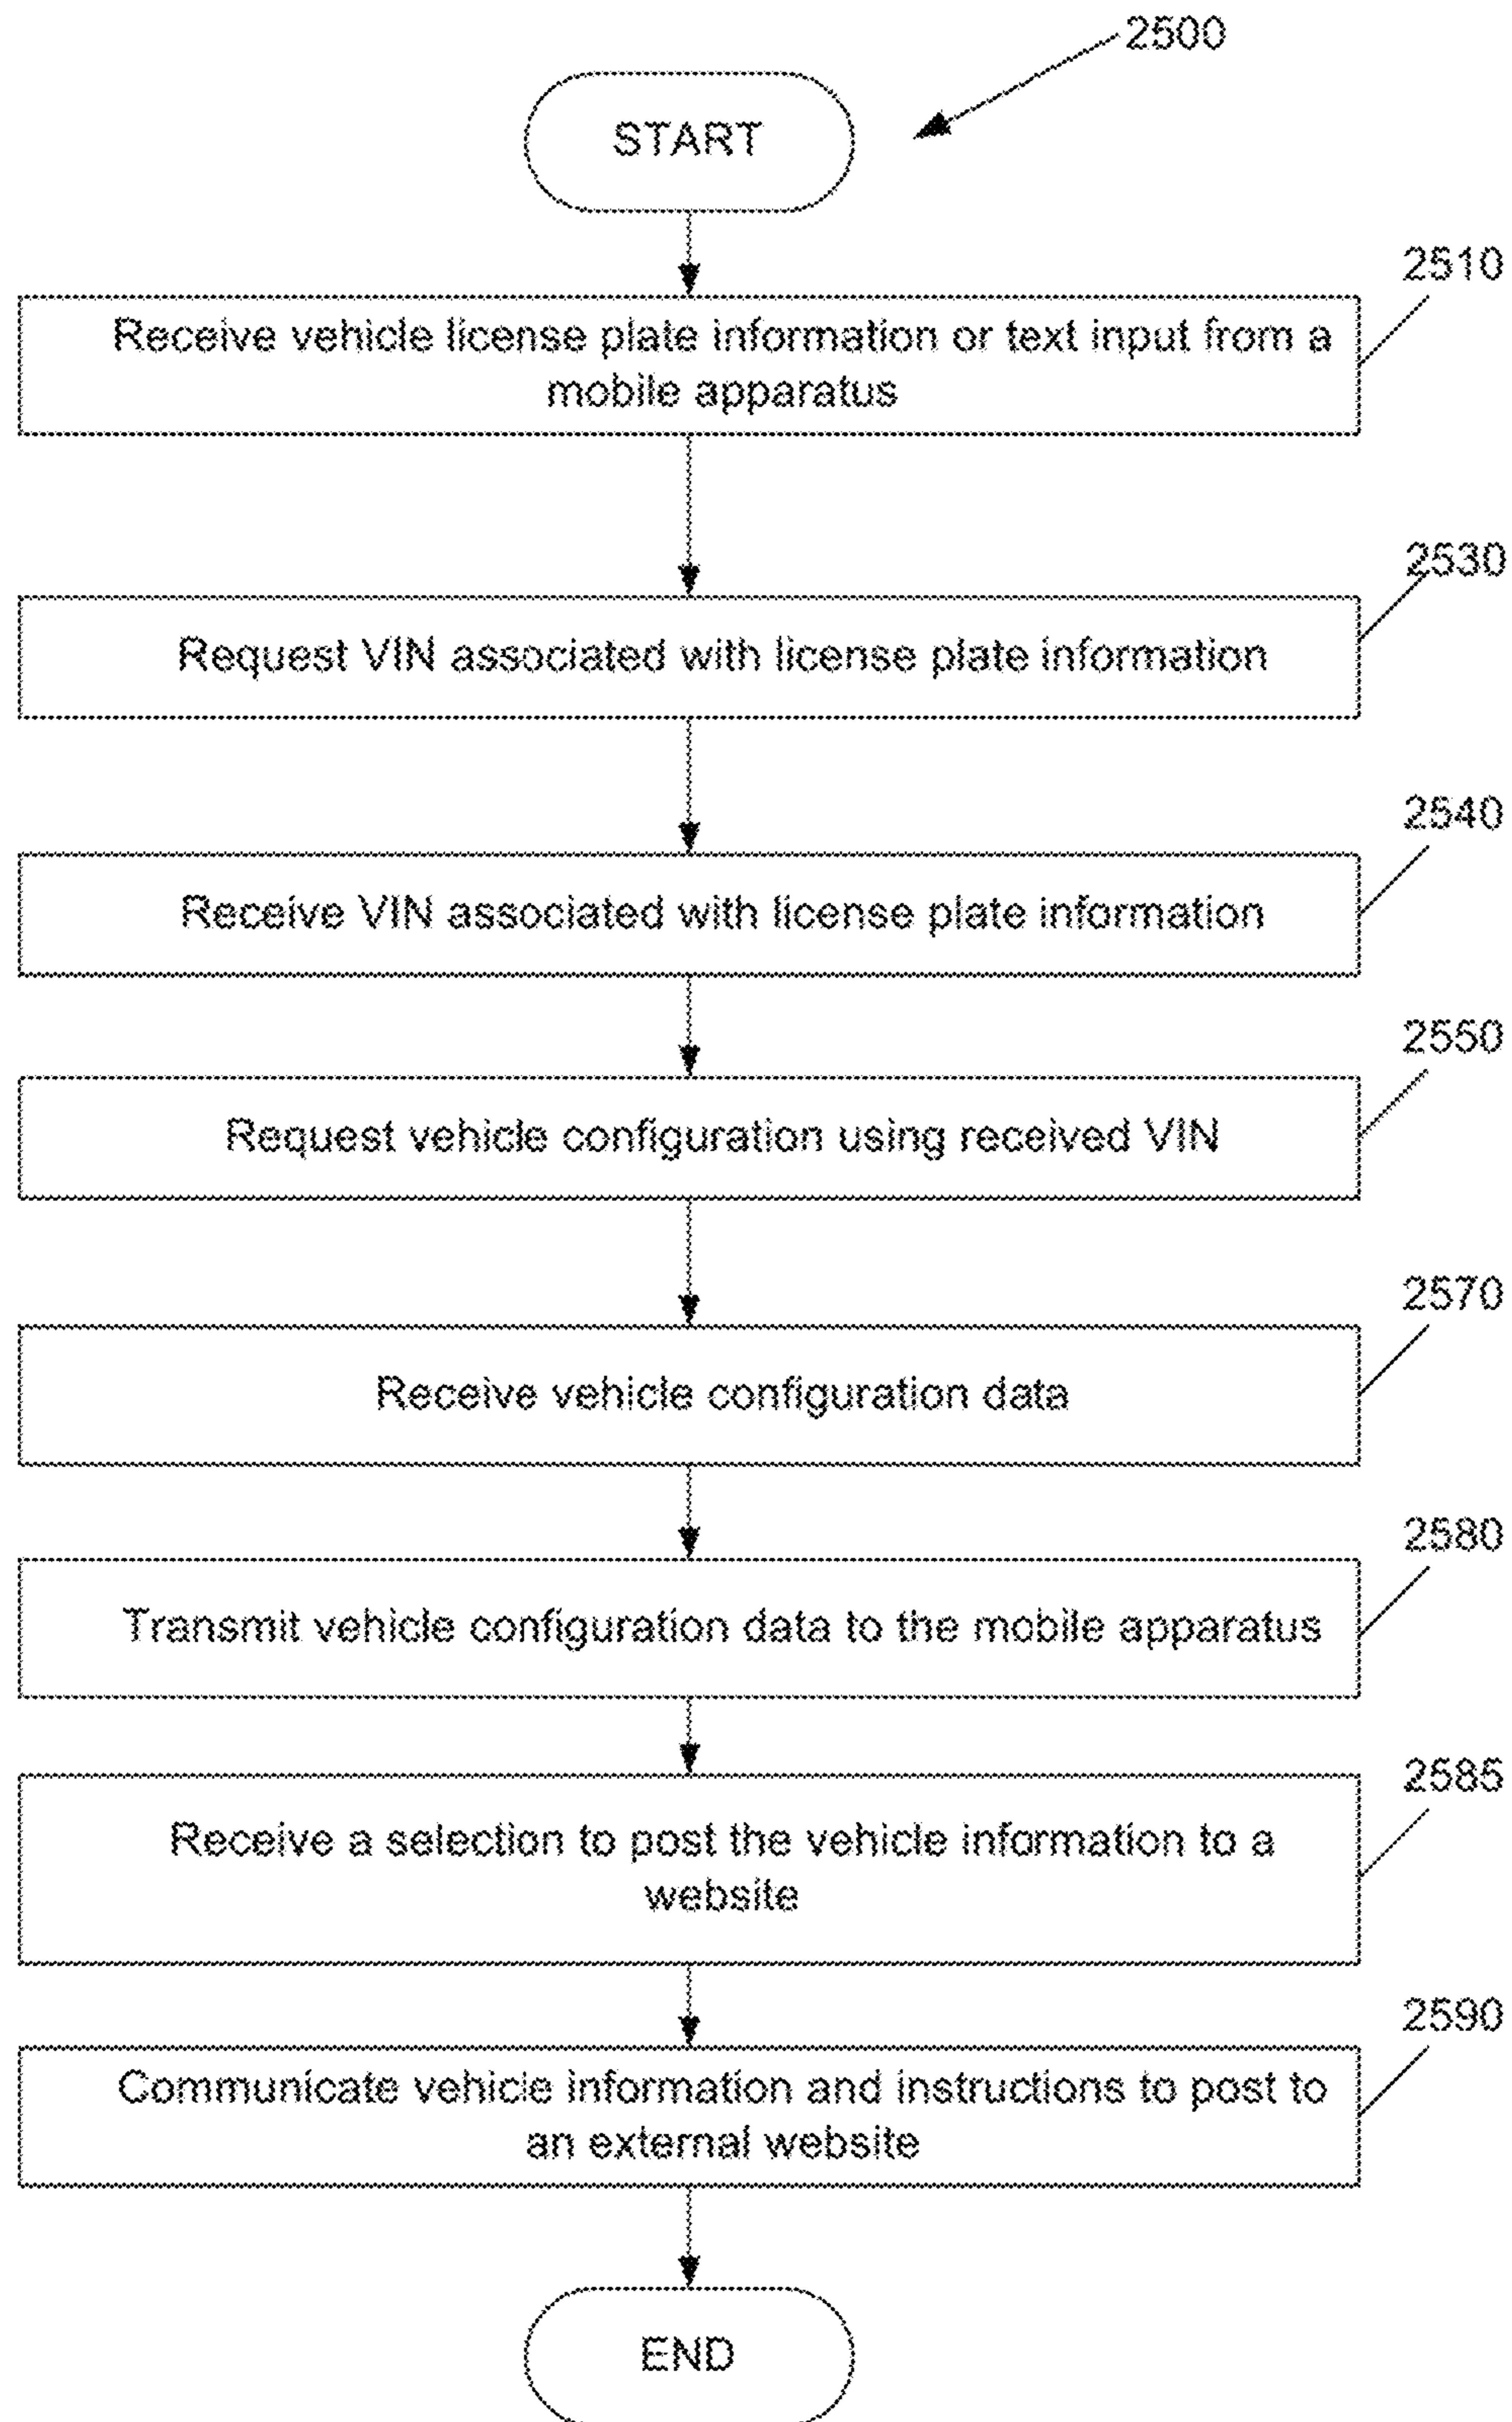 2500
START
2510
Receive vehicle license plate information or text input from a
mobile apparatus
2530
Request VIN associated with license plate information
2540
Receive VIN associated with license plate information
2550
Request vehicle configuration using received VIN
2570
Receive vehicle configuration data
2580
Transmit vehicle configuration data to the mobile apparatus
2585
Receive a selection to post the vehicle information to a
website
2590
Communicate vehicle information and instructions to post to
an external website
END